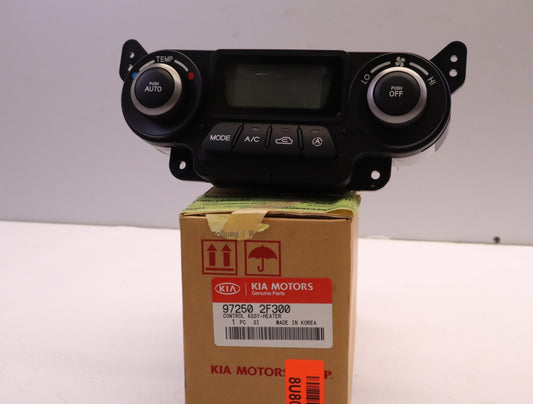 TEMP
PUSH
AUTO
LO
HI
PUSH
OFF
MODE
A/C
A
KIA
KIA MOTORS
Genuine Parts
97250 2F300
CONTROL ASSY-HEATER
1 PC SI MADE IN KOREA
KIA MOTORS
P.